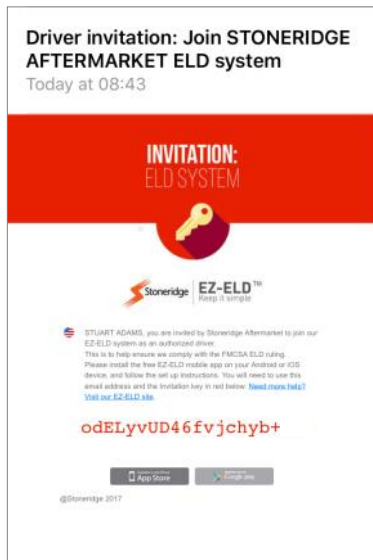 Driver invitation: Join STONERIDGE
AFTERMARKET ELD system
Today at 08:43
INVITATION:
ELD SYSTEM
Stoneridge EZ-ELD™
Keep it simple
STUART ADAMS, you are invited by Stoneridge Aftermarket to join our
EZ-ELD system as an authorized driver.
This is to help ensure we comply with the FMCSA ELD ruling.
Please install the free EZ-ELD mobile app on your Android or iOS
device, and follow the set up instructions. You will need to use this
email address and the Invitation key in red below. Need more help?
Visit our EZ-ELD site.
odELyvUD46fvjchyb+
App Store Google play
@Stoneridge 2017